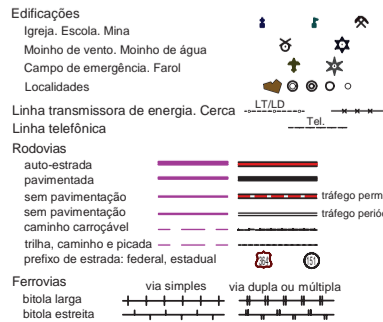 Edificações
Igreja. Escola. Mina
Moinho de vento. Moinho de água
Campo de emergência. Farol
Localidades
Linha transmissora de energia. Cerca LT/LD
Linha telefônica Tel.
Rodovias
auto-estrada
pavimentada
sem pavimentação tráfego perm
sem pavimentação tráfego perió
caminho carroçável
trilha, caminho e picada
prefixo de estrada: federal, estadual 364 151
Ferrovias via simples via dupla ou múltipla
bitola larga
bitola estreita